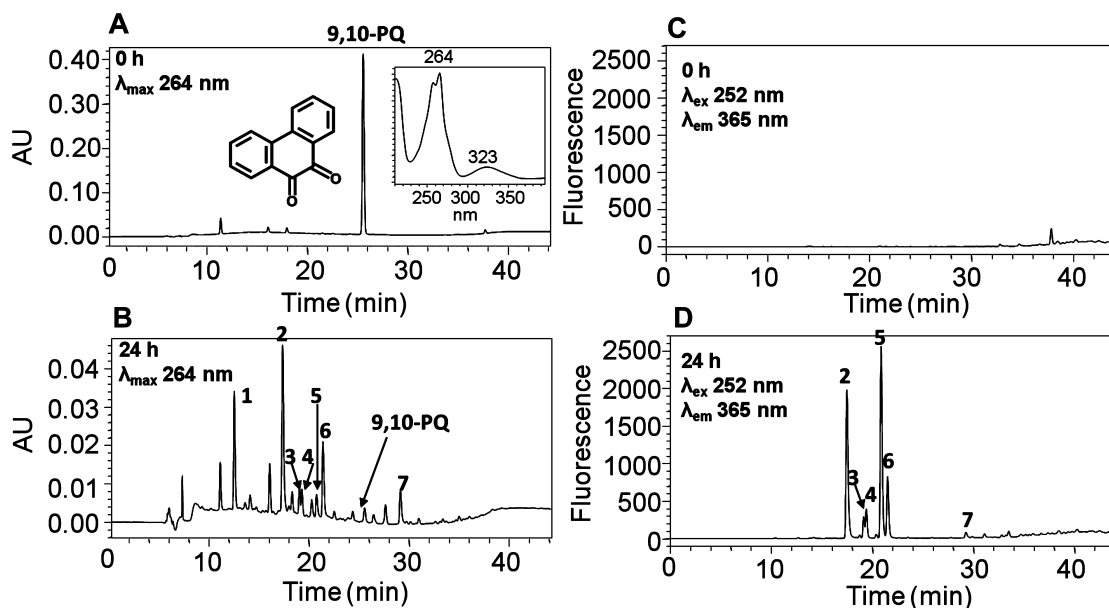 A
9,10-PQ
0 h
λmax 264 nm
AU
0.40
0.30
0.20
0.10
0.00
O
O
264
323
250 300 350
nm
0 10 20 30 40
Time (min)
C
0 h
λex 252 nm
λem 365 nm
Fluorescence
2500
2000
1500
1000
500
0
0 10 20 30 40
Time (min)
B
24 h
λmax 264 nm
AU
0.04
0.03
0.02
0.01
0.00
1
2
3
4
5
6
9,10-PQ
7
0 10 20 30 40
Time (min)
D
24 h
λex 252 nm
λem 365 nm
Fluorescence
2500
2000
1500
1000
500
0
2
3
4
5
6
7
0 10 20 30 40
Time (min)